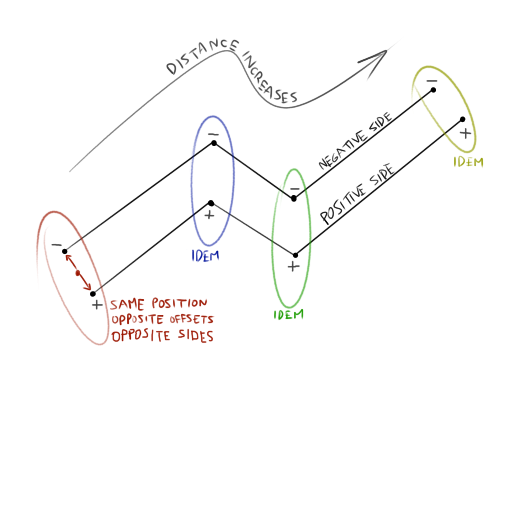 DISTANCE INCREASES
−
+
SAME POSITION
OPPOSITE OFFSETS
OPPOSITE SIDES
−
+
IDEM
−
+
IDEM
NEGATIVE SIDE
POSITIVE SIDE
−
+
IDEM